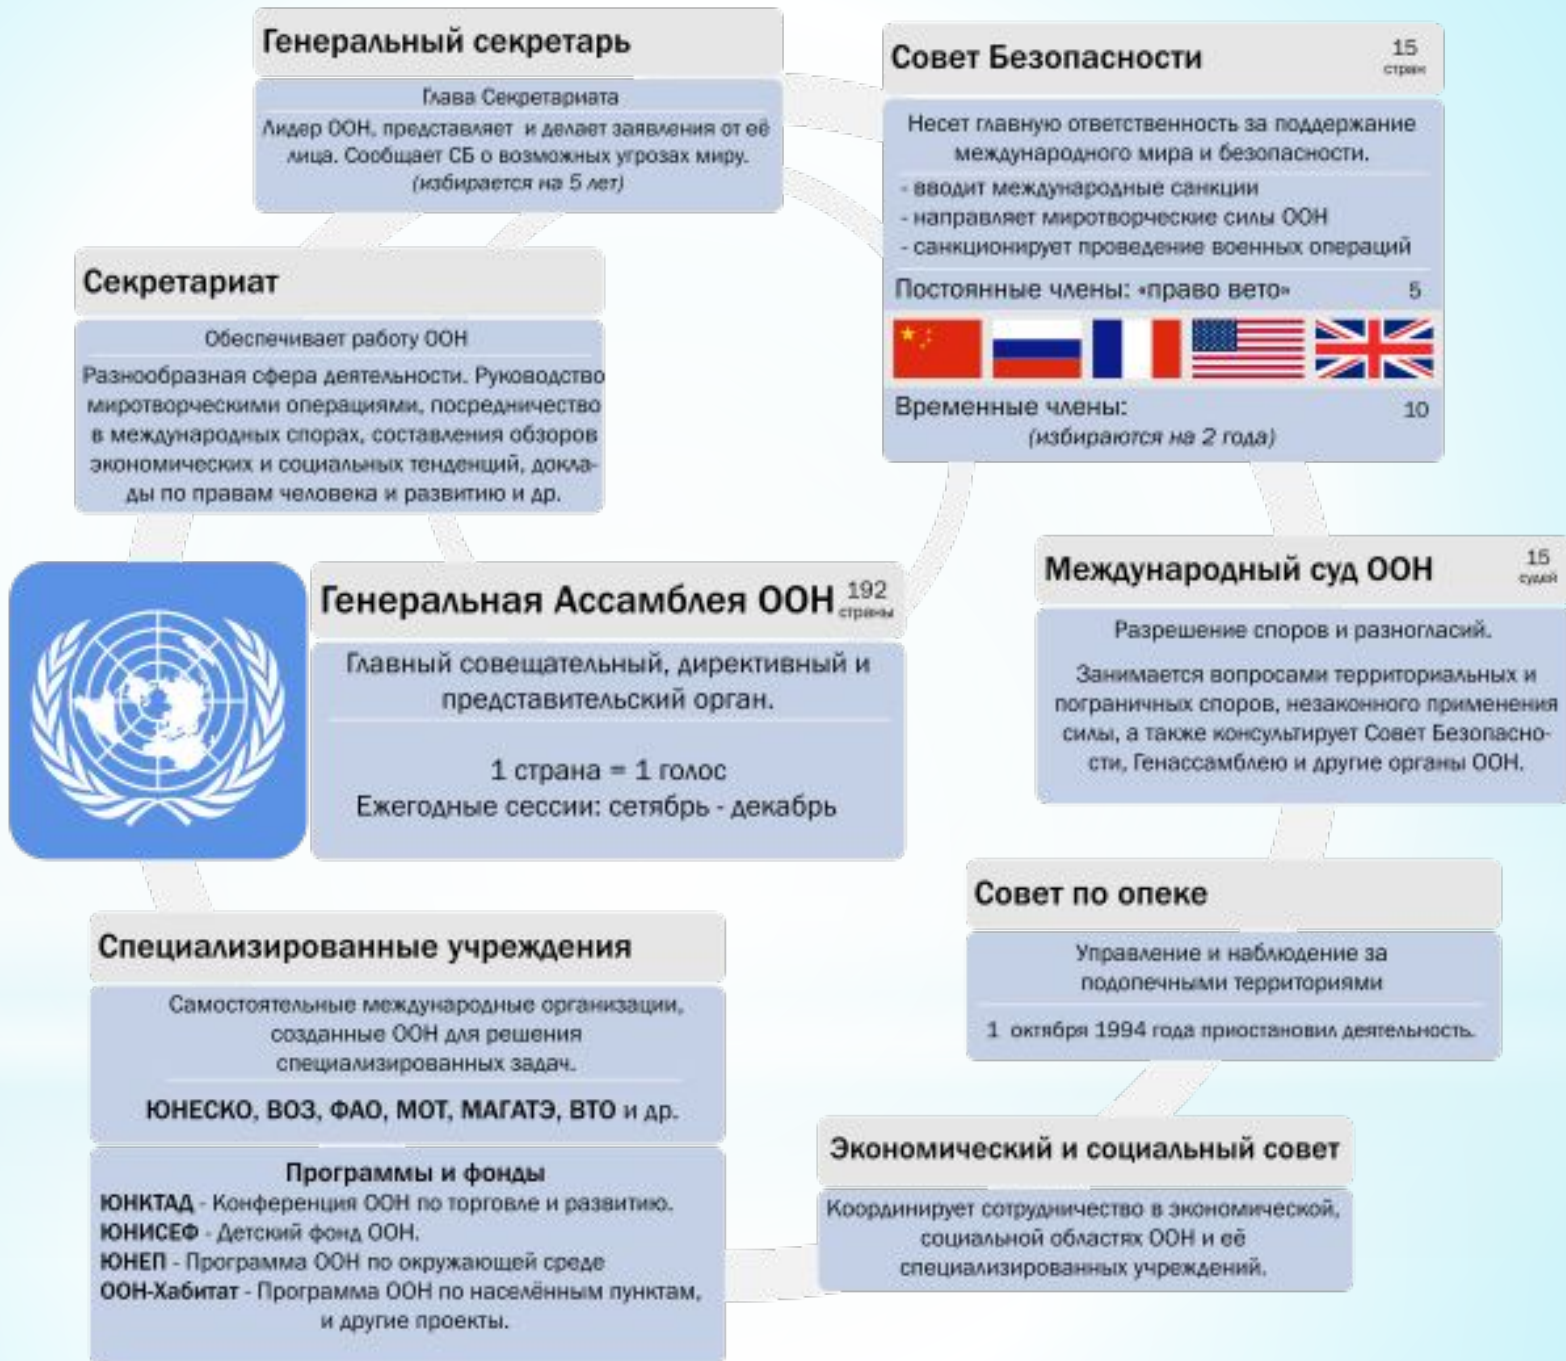 Генеральный секретарь
Глава Секретариата
Лидер ООН, представляет и делает заявления от её
лица. Сообщает СБ о возможных угрозах миру.
(избирается на 5 лет)
Совет Безопасности
15
стран
Несет главную ответственность за поддержание
международного мира и безопасности.
- вводит международные санкции
- направляет миротворческие силы ООН
- санкционирует проведение военных операций
Постоянные члены: «право вето» 5
Временные члены: 10
(избираются на 2 года)
Секретариат
Обеспечивает работу ООН
Разнообразная сфера деятельности. Руководство
миротворческими операциями, посредничество
в международных спорах, составления обзоров
экономических и социальных тенденций, докла-
ды по правам человека и развитию и др.
Генеральная Ассамблея ООН
192
страны
Главный совещательный, директивный и
представительский орган.
1 страна = 1 голос
Ежегодные сессии: сетябрь - декабрь
Международный суд ООН
15
судей
Разрешение споров и разногласий.
Занимается вопросами территориальных и
пограничных споров, незаконного применения
силы, а также консультирует Совет Безопасно-
сти, Генассамблею и другие органы ООН.
Совет по опеке
Управление и наблюдение за
подопечными территориями
1 октября 1994 года приостановил деятельность.
Специализированные учреждения
Самостоятельные международные организации,
созданные ООН для решения
специализированных задач.
ЮНЕСКО, ВОЗ, ФАО, МОТ, МАГАТЭ, ВТО и др.
Программы и фонды
ЮНКТАД - Конференция ООН по торговле и развитию.
ЮНИСЕФ - Детский фонд ООН.
ЮНЕП - Программа ООН по окружающей среде
ООН-Хабитат - Программа ООН по населённым пунктам,
и другие проекты.
Экономический и социальный совет
Координирует сотрудничество в экономической,
социальной областях ООН и её
специализированных учреждений.